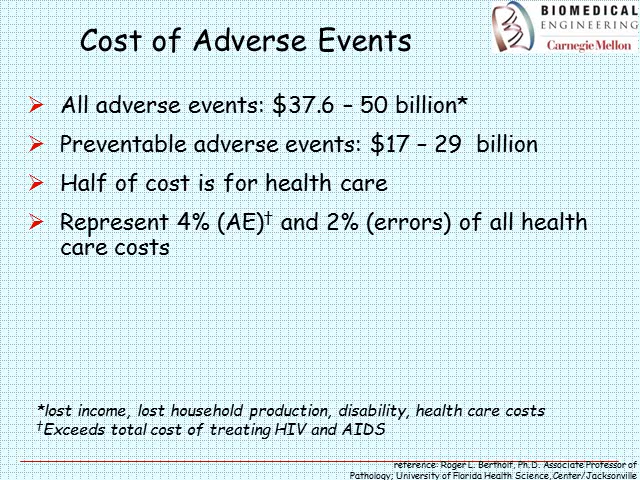 Cost of Adverse Events
BIOMEDICAL
ENGINEERING
Carnegie Mellon
All adverse events: $37.6 – 50 billion*
Preventable adverse events: $17 – 29 billion
Half of cost is for health care
Represent 4% (AE)† and 2% (errors) of all health
care costs
*lost income, lost household production, disability, health care costs
†Exceeds total cost of treating HIV and AIDS
reference: Roger L. Bertholf, Ph.D. Associate Professor of
Pathology; University of Florida Health Science,Center/Jacksonville